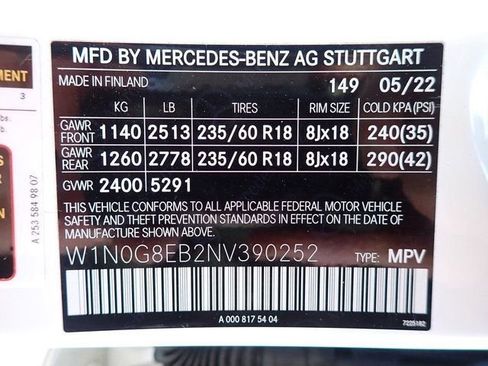 MFD BY MERCEDES-BENZ AG STUTTGART
MADE IN FINLAND 149 05/22
KG LB TIRES RIM SIZE COLD KPA(PSI)
GAWR FRONT 1140 2513 235/60 R18 8Jx18 240(35)
GAWR REAR 1260 2778 235/60 R18 8Jx18 290(42)
GVWR 2400 5291
THIS VEHICLE CONFORMS TO ALL APPLICABLE FEDERAL MOTOR VEHICLE
SAFETY AND THEFT PREVENTION STANDARDS IN EFFECT ON THE DATE
OF MANUFACTURE SHOWN ABOVE.
W1N0G8EB2NV390252 TYPE: MPV
A 000 817 54 04 7225182
MENT
3
A 253 584 98 07